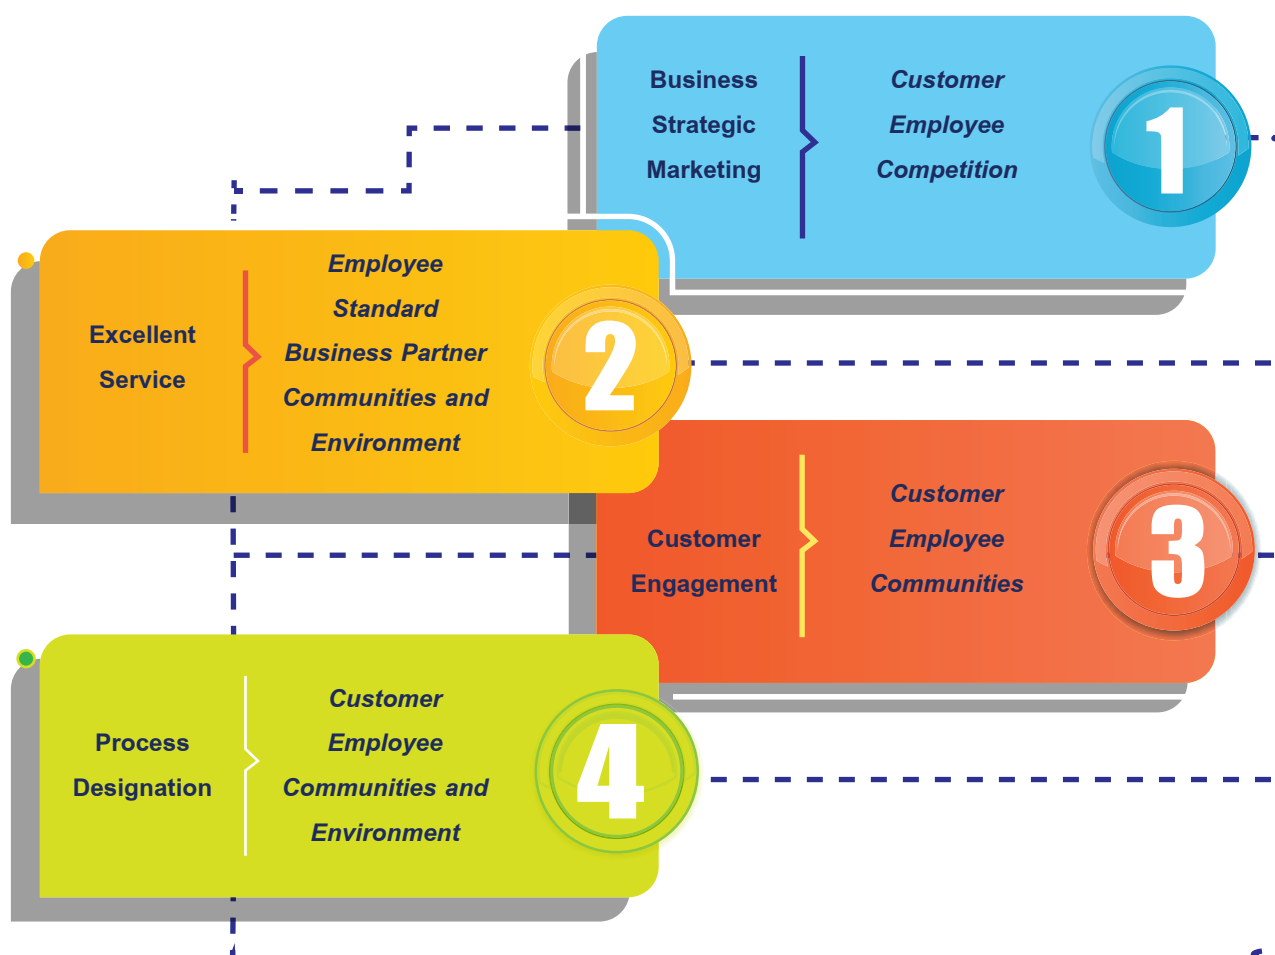 Business
Strategic
Marketing
Customer
Employee
Competition
1
Excellent
Service
Employee
Standard
Business Partner
Communities and
Environment
2
Customer
Engagement
Customer
Employee
Communities
3
Process
Designation
Customer
Employee
Communities and
Environment
4